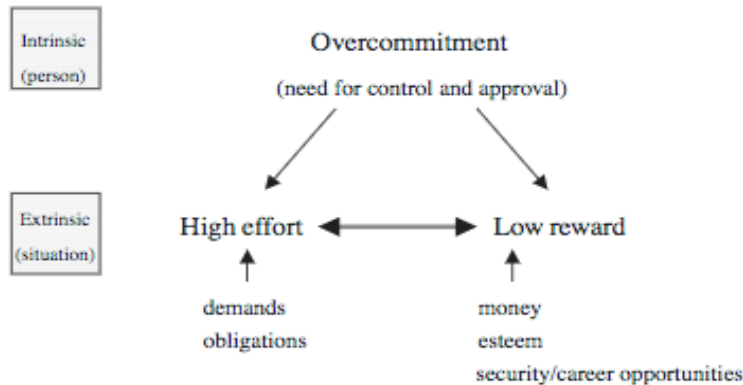 Intrinsic
(person)
Overcommitment
(need for control and approval)
Extrinsic
(situation)
High effort
Low reward
demands
obligations
money
esteem
security/career opportunities